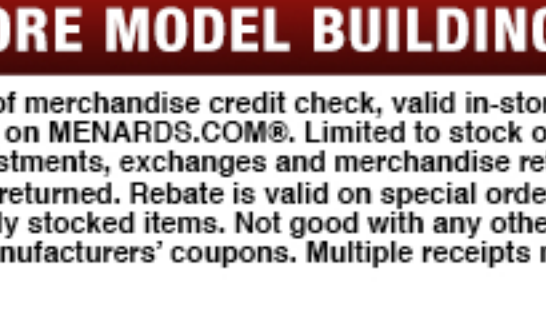 ORE MODEL BUILDING
of merchandise credit check, valid in-stor
on MENARDS.COM®. Limited to stock o
stments, exchanges and merchandise re
returned. Rebate is valid on special orde
ly stocked items. Not good with any othe
nufacturers’ coupons. Multiple receipts